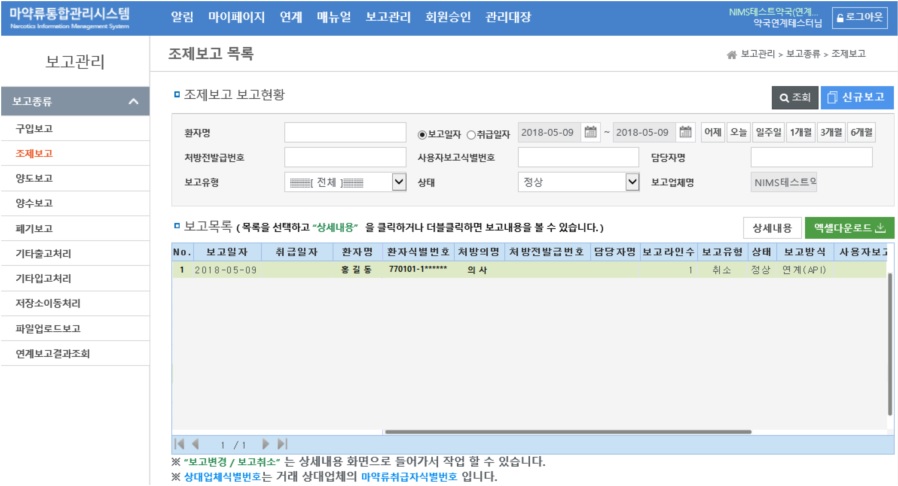 마약류통합관리시스템
Narcotics Information Management System
알림 마이페이지 연계 매뉴얼 보고관리 회원승인 관리대장
NIMS테스트약국(연계...
약국연계테스터님
로그아웃
보고관리
보고종류
구입보고
조제보고
양도보고
양수보고
폐기보고
기타출고처리
기타입고처리
저장소이동처리
파일업로드보고
연계보고결과조회
조제보고 목록
보고관리 > 보고종류 > 조제보고
조제보고 보고현황
조회 신규보고
환자명 보고일자 취급일자 2018-05-09 ~ 2018-05-09 어제 오늘 일주일 1개월 3개월 6개월
처방전발급번호 사용자보고식별번호 담당자명
보고유형 ▒▒▒[ 전체 ]▒▒▒ 상태 정상 보고업체명 NIMS테스트약
보고목록 ( 목록을 선택하고 "상세내용" 을 클릭하거나 더블클릭하면 보고내용을 볼 수 있습니다. )
상세내용 엑셀다운로드
No. 보고일자 취급일자 환자명 환자식별번호 처방의명 처방전발급번호 담당자명 보고라인수 보고유형 상태 보고방식 사용자보고
1 2018-05-09 홍길동 770101-1****** 의사 1 취소 정상 연계(API)
1 / 1
※ "보고변경 / 보고취소" 는 상세내용 화면으로 들어가서 작업 할 수 있습니다.
※ 상대업체식별번호는 거래 상대업체의 마약류취급자식별번호 입니다.